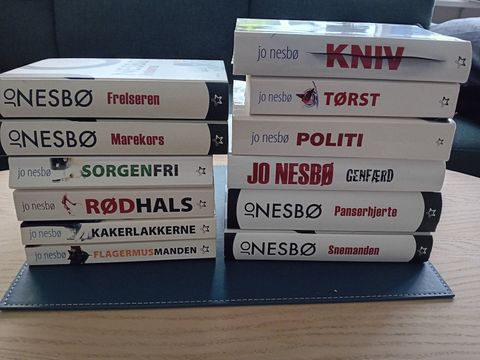 JO NESBØ Frelseren
JO NESBØ Marekors
jo nesbø SORGENFRI
jo nesbø RØDHALS
jo nesbø KAKERLAKKERNE
jo nesbø FLAGERMUSMANDEN
jo nesbø KNIV
jo nesbø TØRST
jo nesbø POLITI
JO NESBØ GENFÆRD
JO NESBØ Panserhjerte
JO NESBØ Snemanden